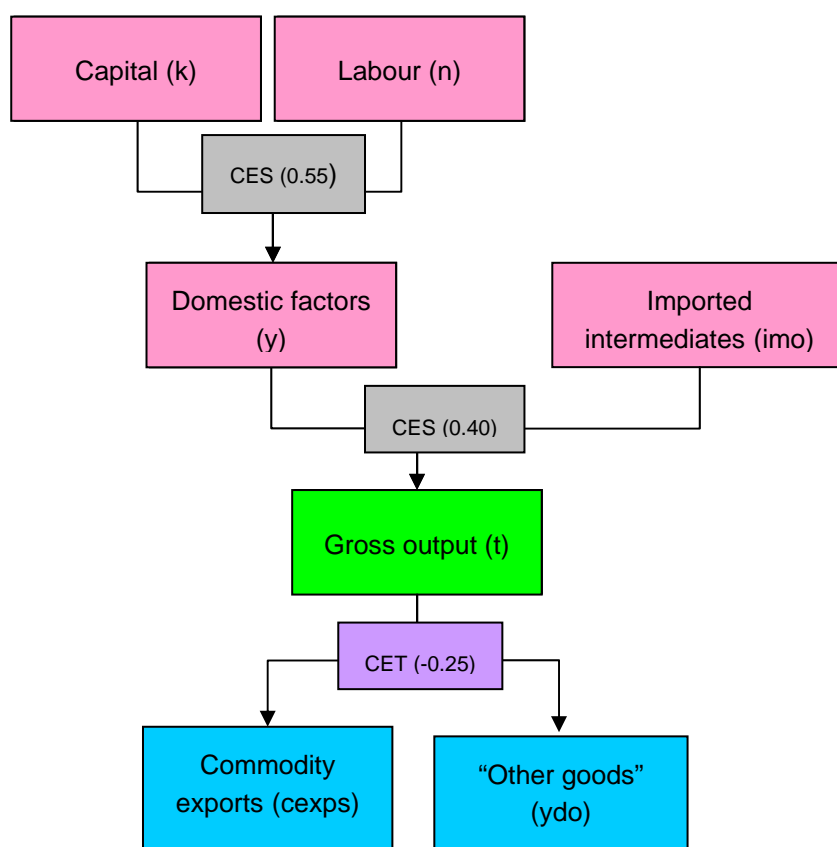 Capital (k)
Labour (n)
CES (0.55)
Domestic factors
(y)
Imported
intermediates (imo)
CES (0.40)
Gross output (t)
CET (-0.25)
Commodity
exports (cexps)
“Other goods”
(ydo)